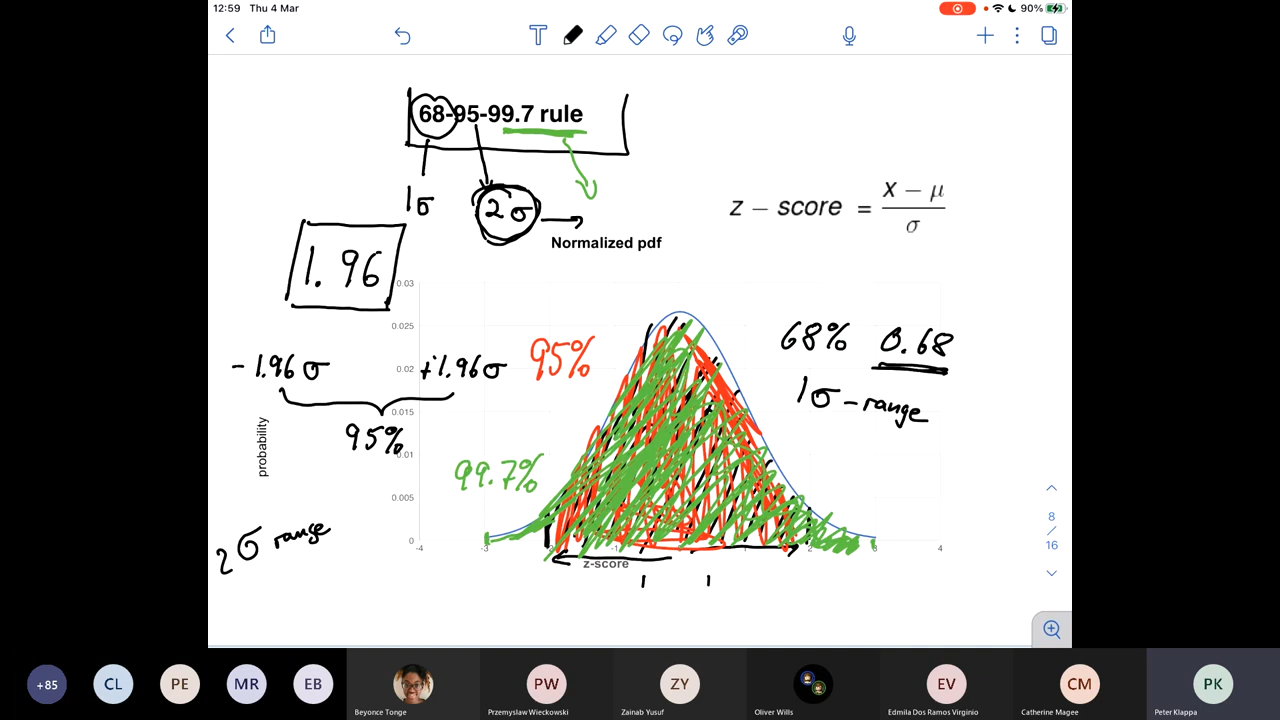 12:59 Thu 4 Mar
90%
T
68-95-99.7 rule
1σ
2σ
z – score = x – μ / σ
Normalized pdf
1.96
0.03
0.025
0.02
0.015
0.01
0.005
0
probability
-4
-3
-1
3
4
z-score
95%
68% 0.68
1σ - range
-1.96σ +1.96σ
95%
99.7%
2σ range
8
/
16
+85
CL
PE
MR
EB
PW
ZY
EV
CM
PK
Beyonce Tonge
Przemyslaw Wieckowski
Zainab Yusuf
Oliver Wills
Edmila Dos Ramos Virginio
Catherine Magee
Peter Klappa